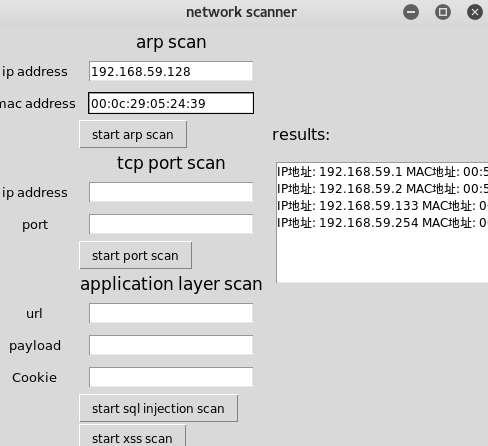 network scanner
arp scan
ip address 192.168.59.128
mac address 00:0c:29:05:24:39
start arp scan
results:
tcp port scan
IP地址: 192.168.59.1 MAC地址: 00:5
ip address
IP地址: 192.168.59.2 MAC地址: 00:5
IP地址: 192.168.59.133 MAC地址: 0
port
IP地址: 192.168.59.254 MAC地址: 0
start port scan
application layer scan
url
payload
Cookie
start sql injection scan
start xss scan